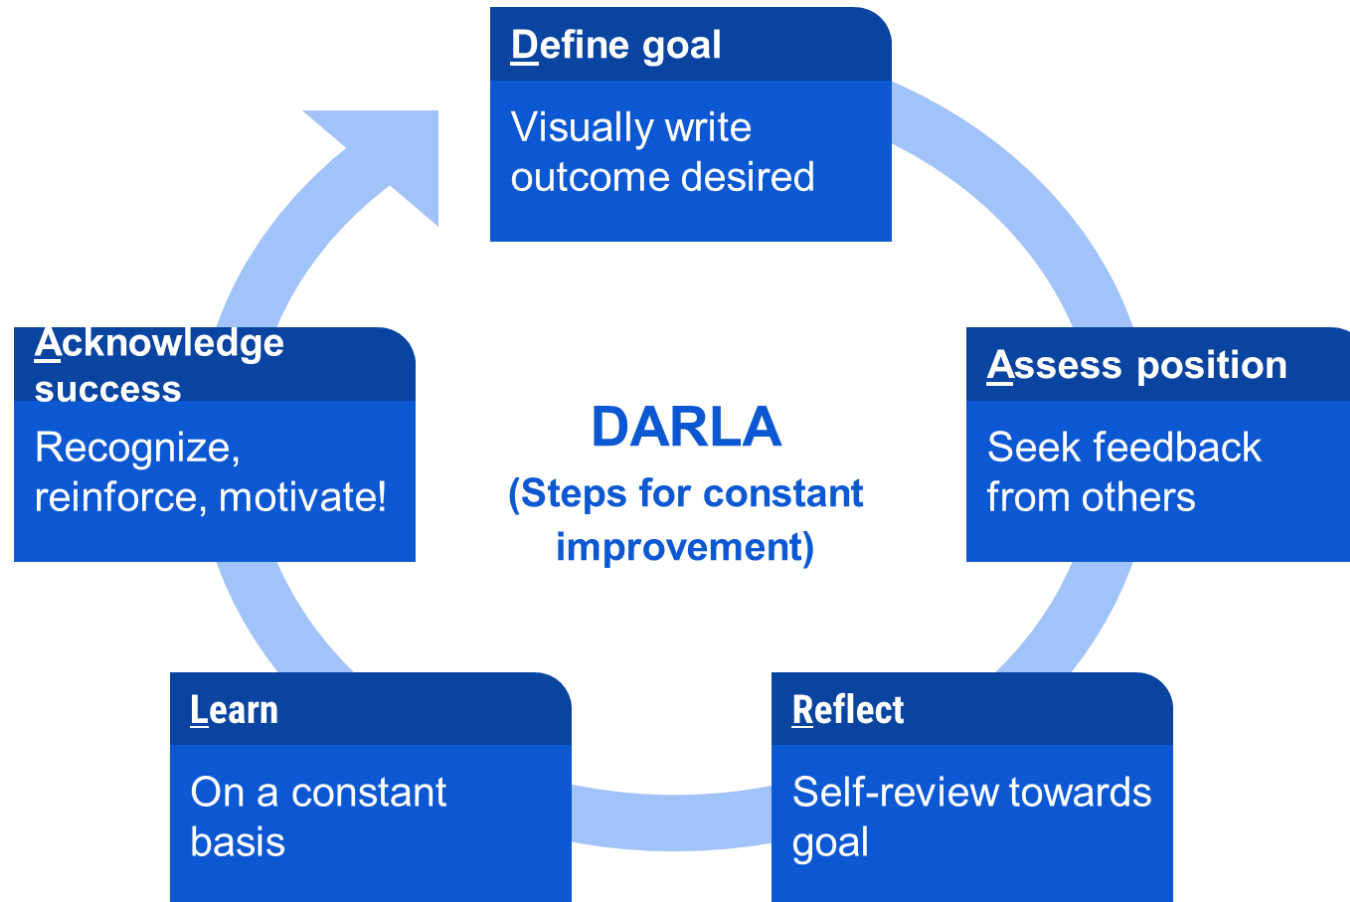 Define goal
Visually write
outcome desired
Assess position
Seek feedback
from others
Reflect
Self-review towards
goal
Learn
On a constant
basis
Acknowledge
success
Recognize,
reinforce, motivate!
DARLA
(Steps for constant
improvement)